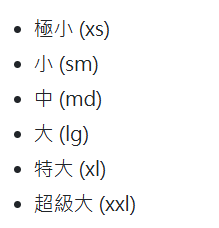 • 極小 (xs)
• 小 (sm)
• 中 (md)
• 大 (lg)
• 特大 (xl)
• 超級大 (xxl)